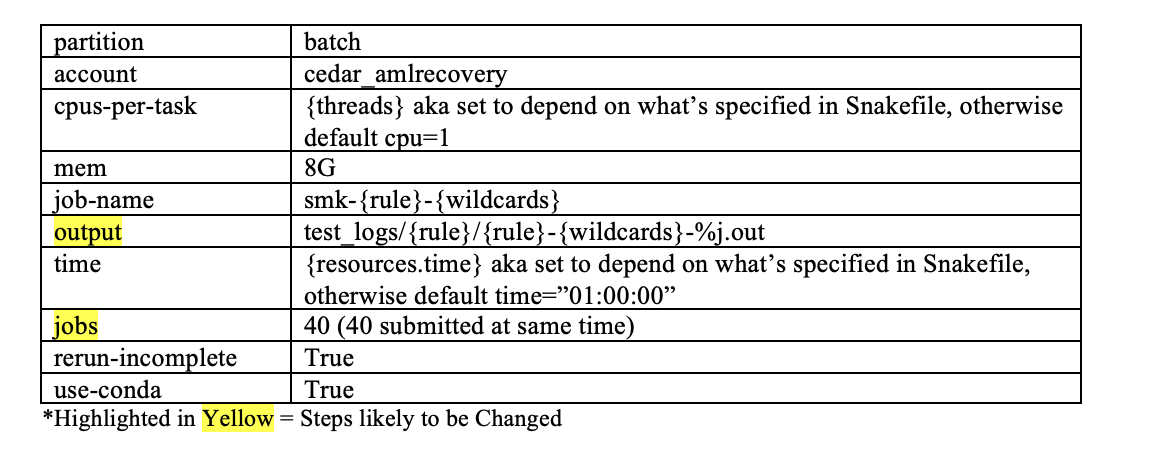 partition batch
account cedar_amlrecovery
cpus-per-task {threads} aka set to depend on what’s specified in Snakefile, otherwise
default cpu=1
mem 8G
job-name smk-{rule}-{wildcards}
output test_logs/{rule}/{rule}-{wildcards}-%j.out
time {resources.time} aka set to depend on what’s specified in Snakefile,
otherwise default time=”01:00:00”
jobs 40 (40 submitted at same time)
rerun-incomplete True
use-conda True
*Highlighted in Yellow = Steps likely to be Changed